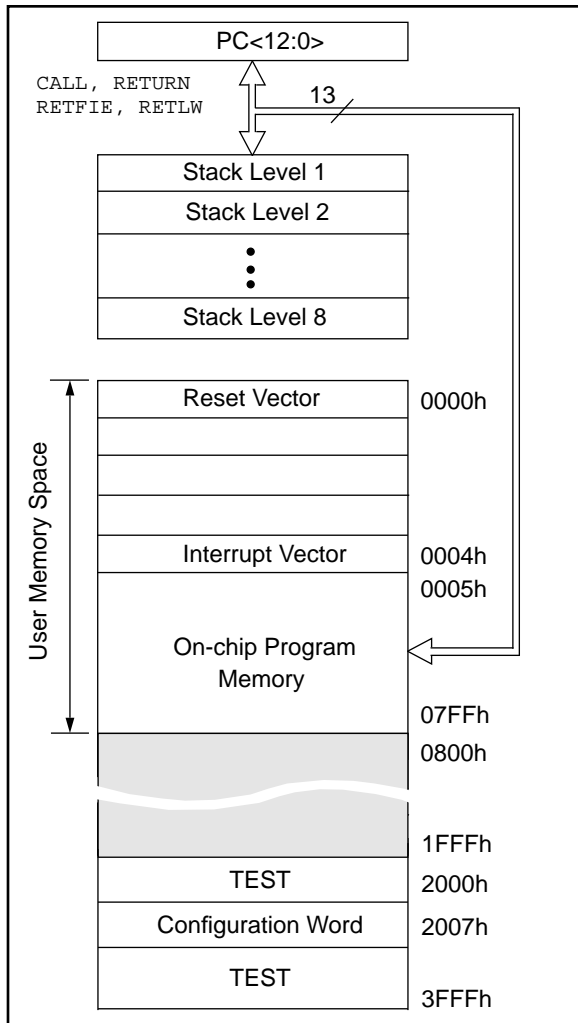 PC<12:0>
CALL, RETURN
RETFIE, RETLW
13
Stack Level 1
Stack Level 2
Stack Level 8
User Memory Space
Reset Vector
0000h
Interrupt Vector
0004h
0005h
On-chip Program
Memory
07FFh
0800h
1FFFh
TEST
2000h
Configuration Word
2007h
TEST
3FFFh